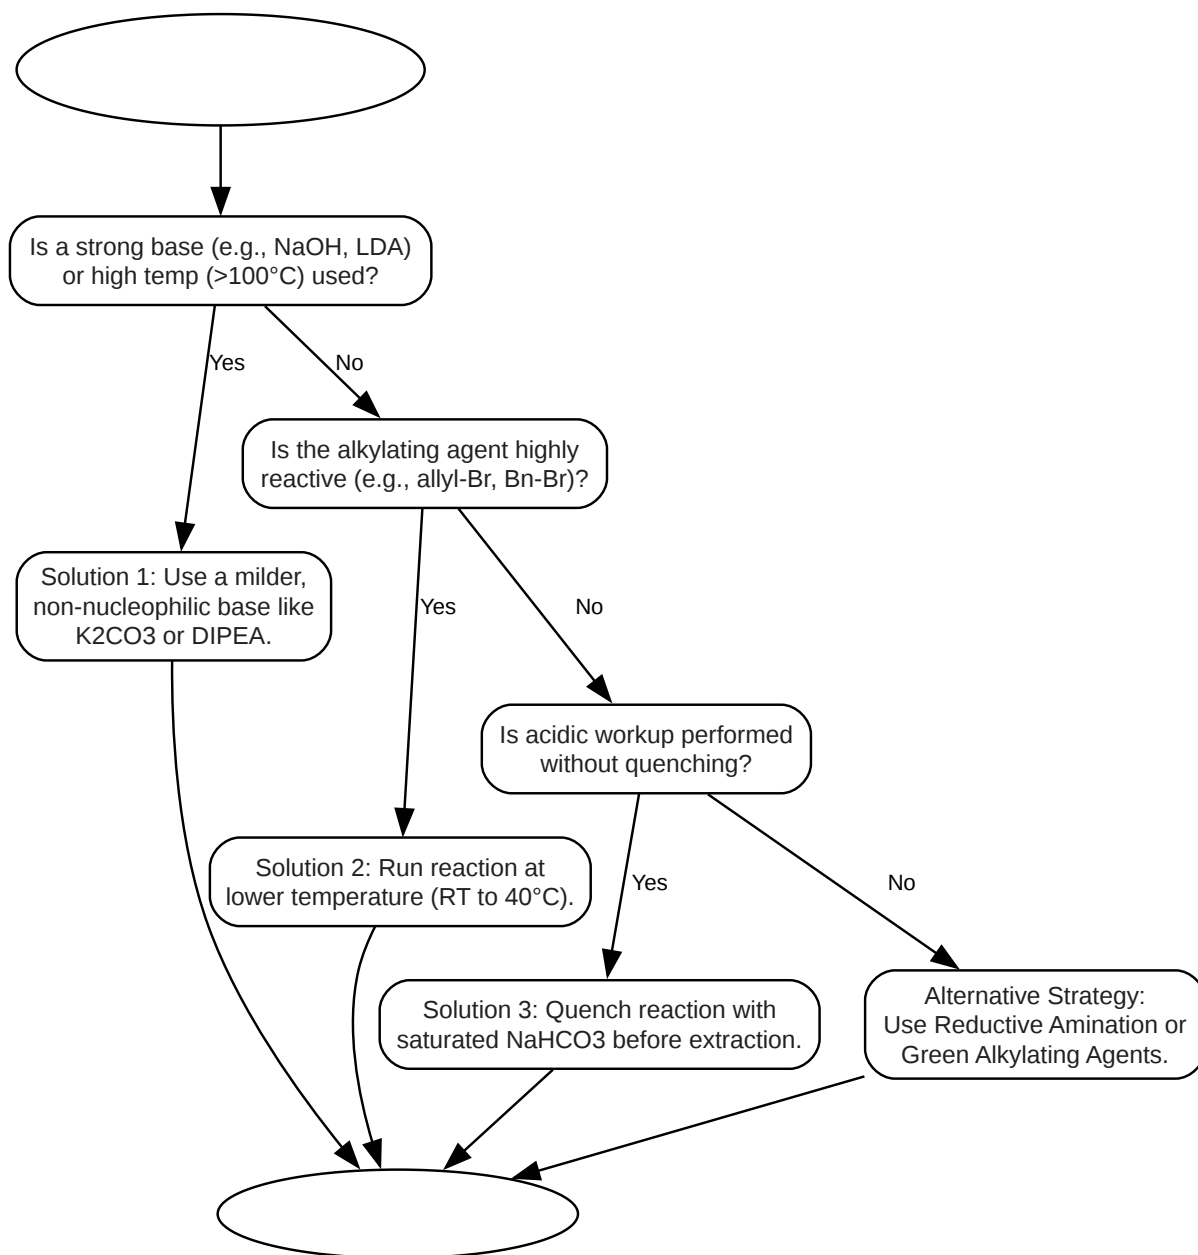 Is a strong base (e.g., NaOH, LDA)
or high temp (>100°C) used?
Yes
No
Is the alkylating agent highly
reactive (e.g., allyl-Br, Bn-Br)?
Solution 1: Use a milder,
non-nucleophilic base like
K2CO3 or DIPEA.
Yes
No
Is acidic workup performed
without quenching?
Solution 2: Run reaction at
lower temperature (RT to 40°C).
Yes
No
Solution 3: Quench reaction with
saturated NaHCO3 before extraction.
Alternative Strategy:
Use Reductive Amination or
Green Alkylating Agents.